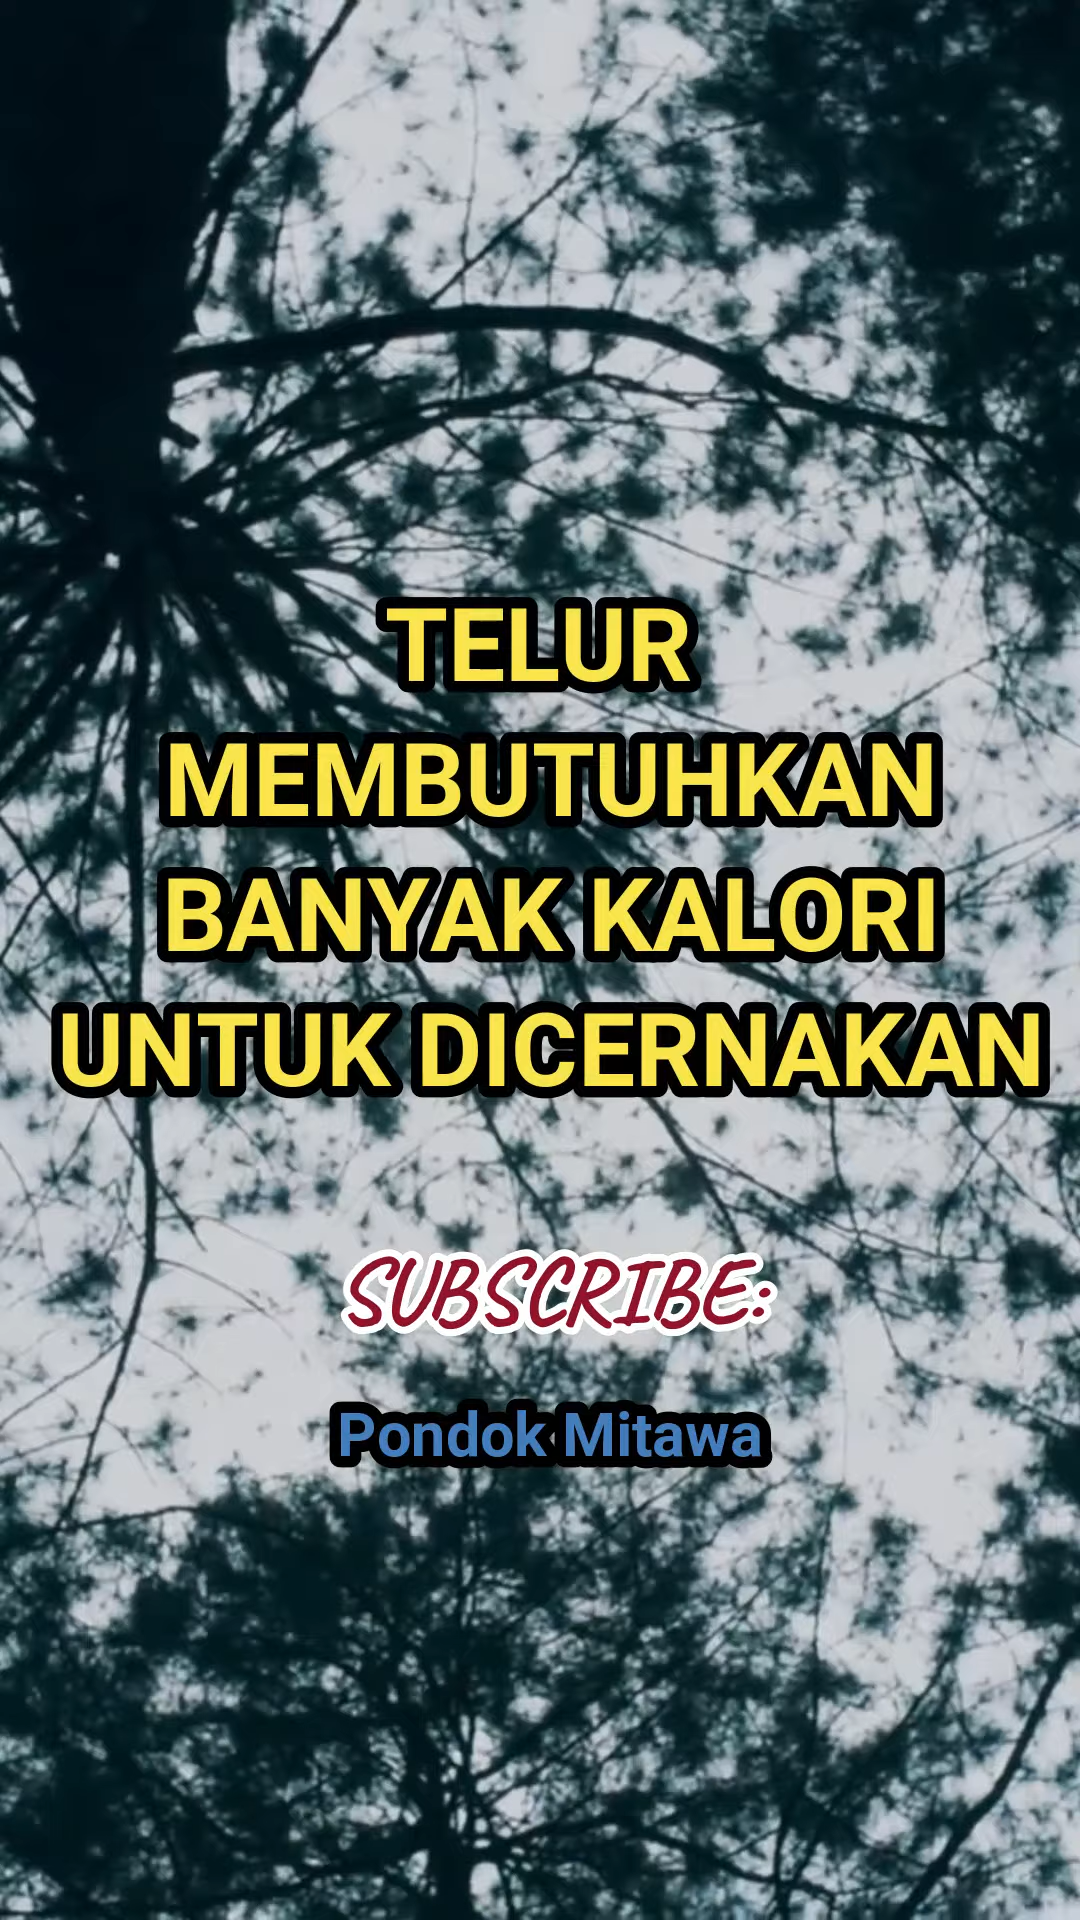 TELUR
MEMBUTUHKAN
BANYAK KALORI
UNTUK DICERNAKAN
SUBSCRIBE:
Pondok Mitawa